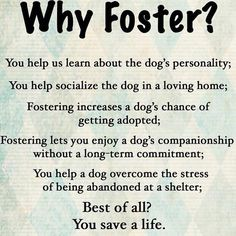 Why Foster?
You help us learn about the dog's personality;
You help socialize the dog in a loving home;
Fostering increases a dog's chance of
getting adopted;
Fostering lets you enjoy a dog's companionship
without a long-term commitment;
You help a dog overcome the stress
of being abandoned at a shelter;
Best of all?
You save a life.